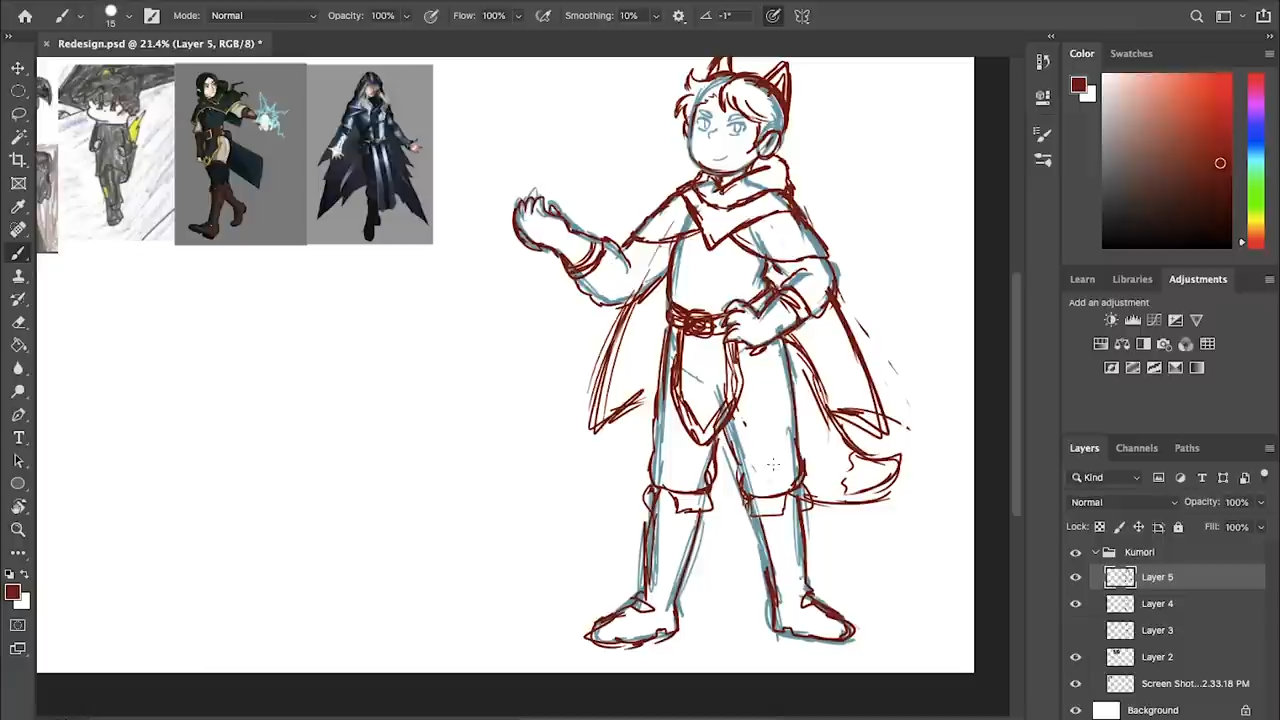 15
Mode: Normal
Opacity: 100%
Flow: 100%
Smoothing: 10%
-1°
Redesign.psd @ 21.4% (Layer 5, RGB/8) *
Color
Swatches
Learn
Libraries
Adjustments
Add an adjustment
Layers
Channels
Paths
Kind
Normal
Opacity: 100%
Lock:
Fill: 100%
Kumori
Layer 5
Layer 4
Layer 3
Layer 2
Screen Shot...2.33.18 PM
Background